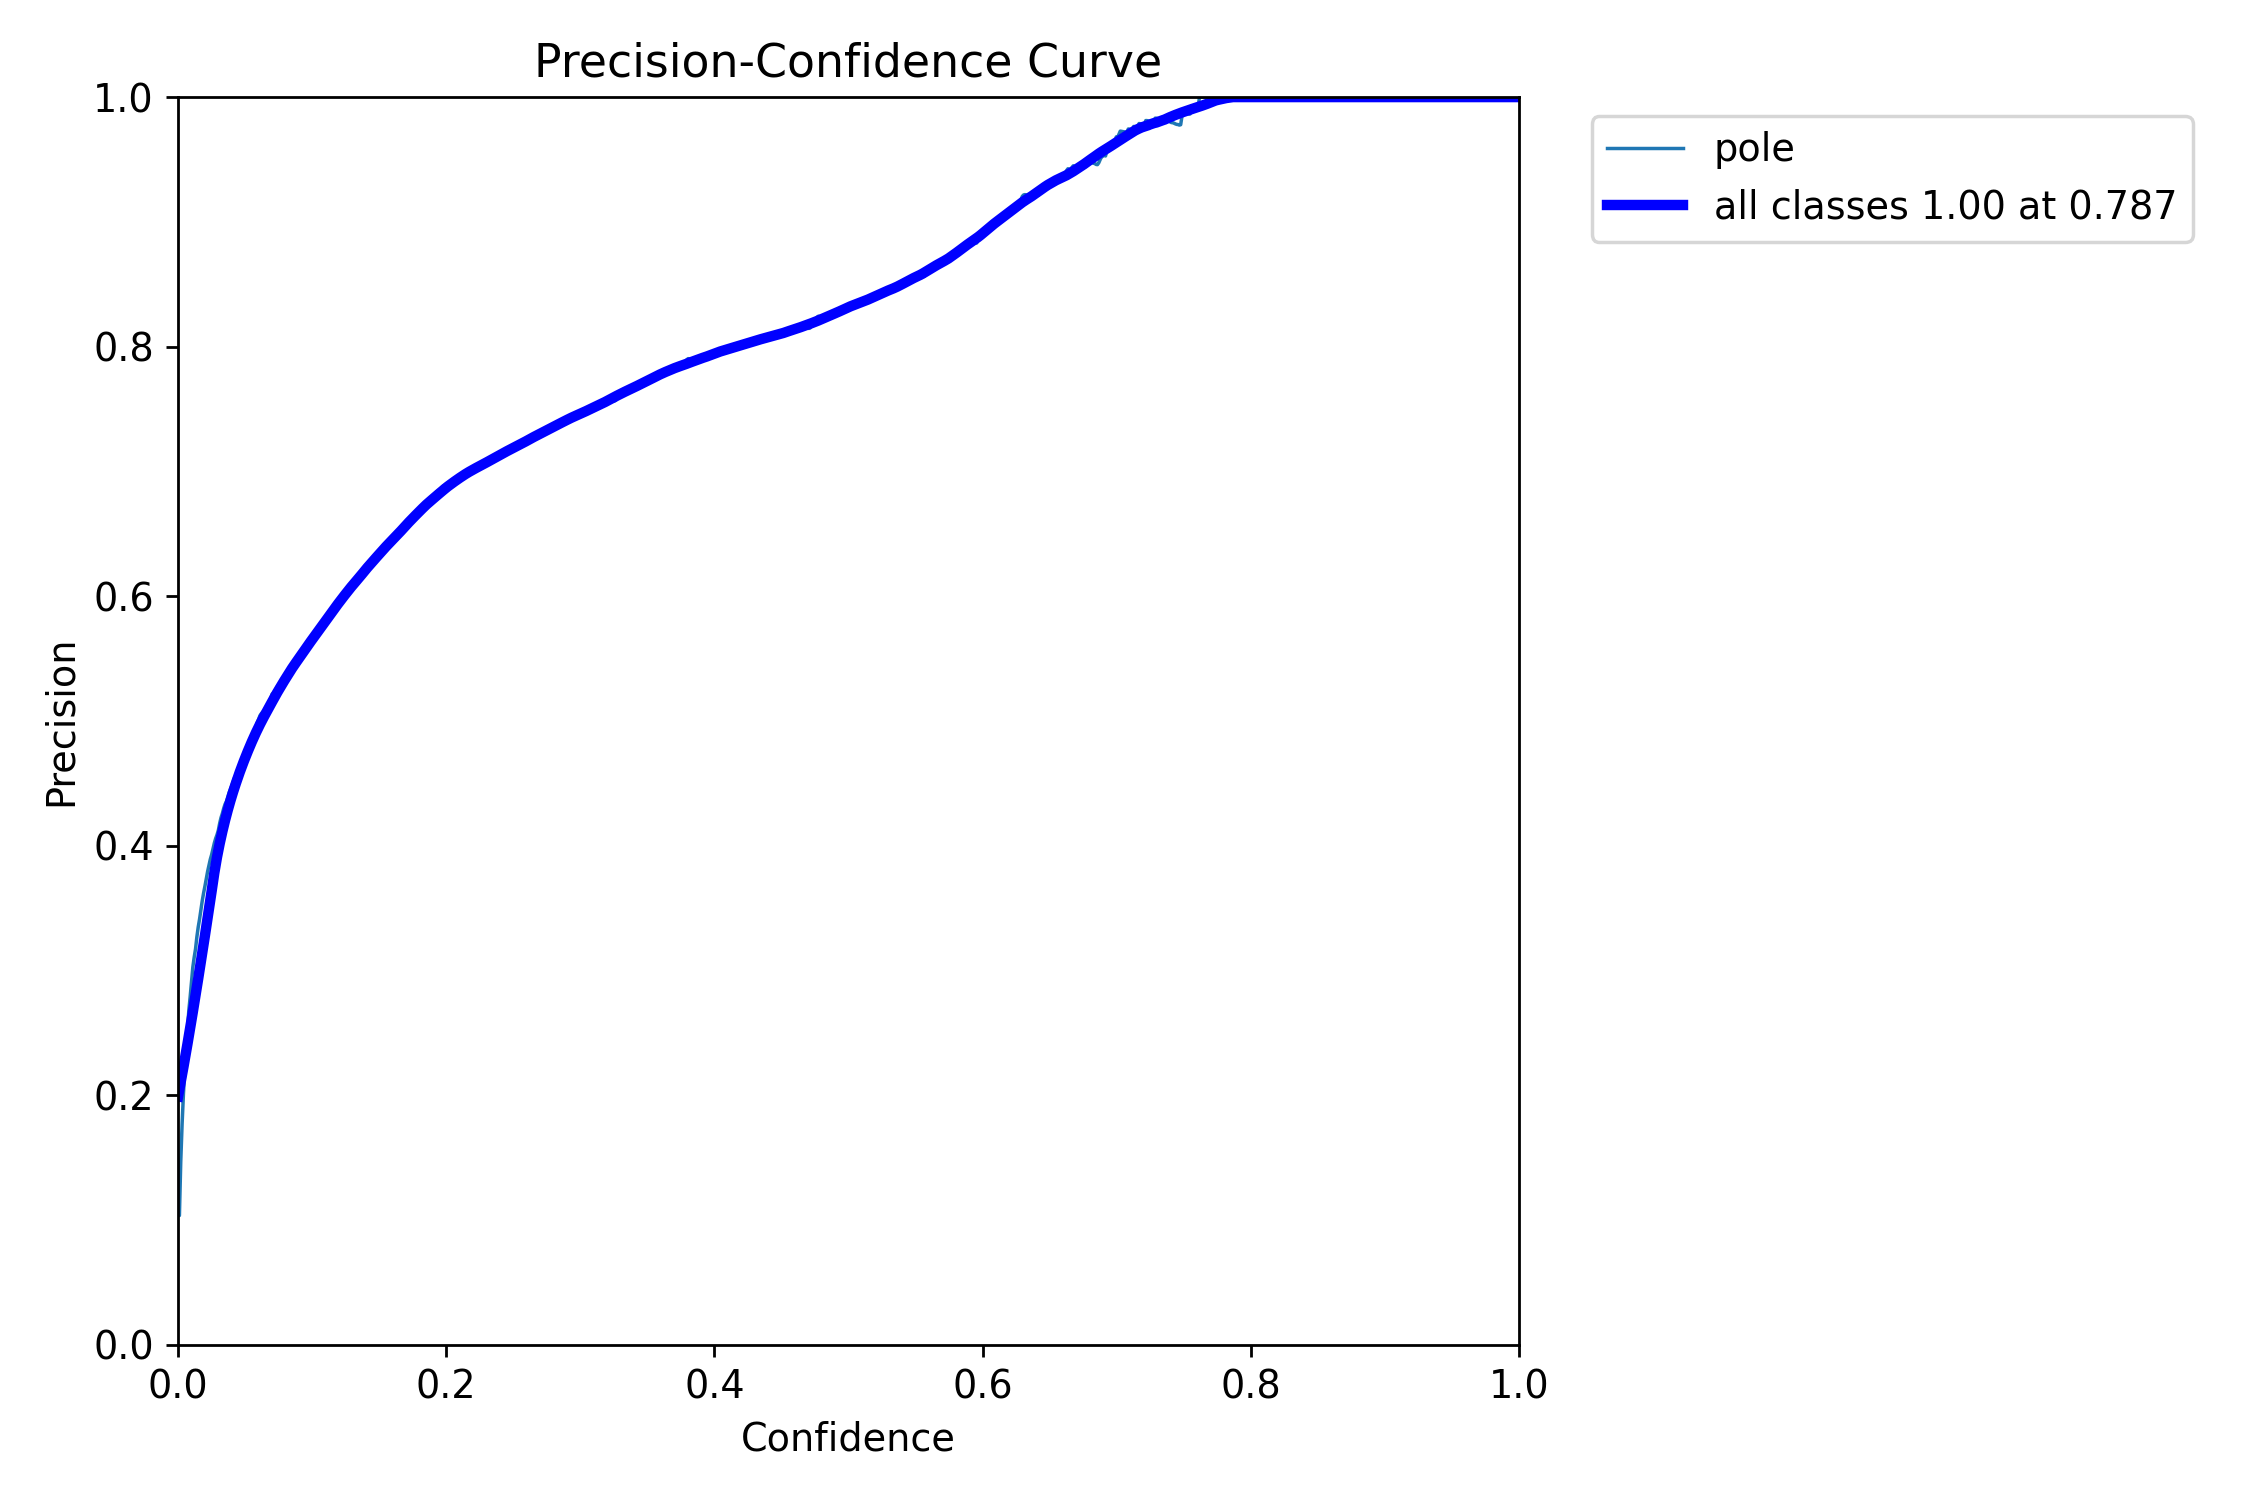 Precision-Confidence Curve
pole
all classes 1.00 at 0.787
1.0
0.8
0.6
0.4
0.2
0.0
Precision
0.0 0.2 0.4 0.6 0.8 1.0
Confidence